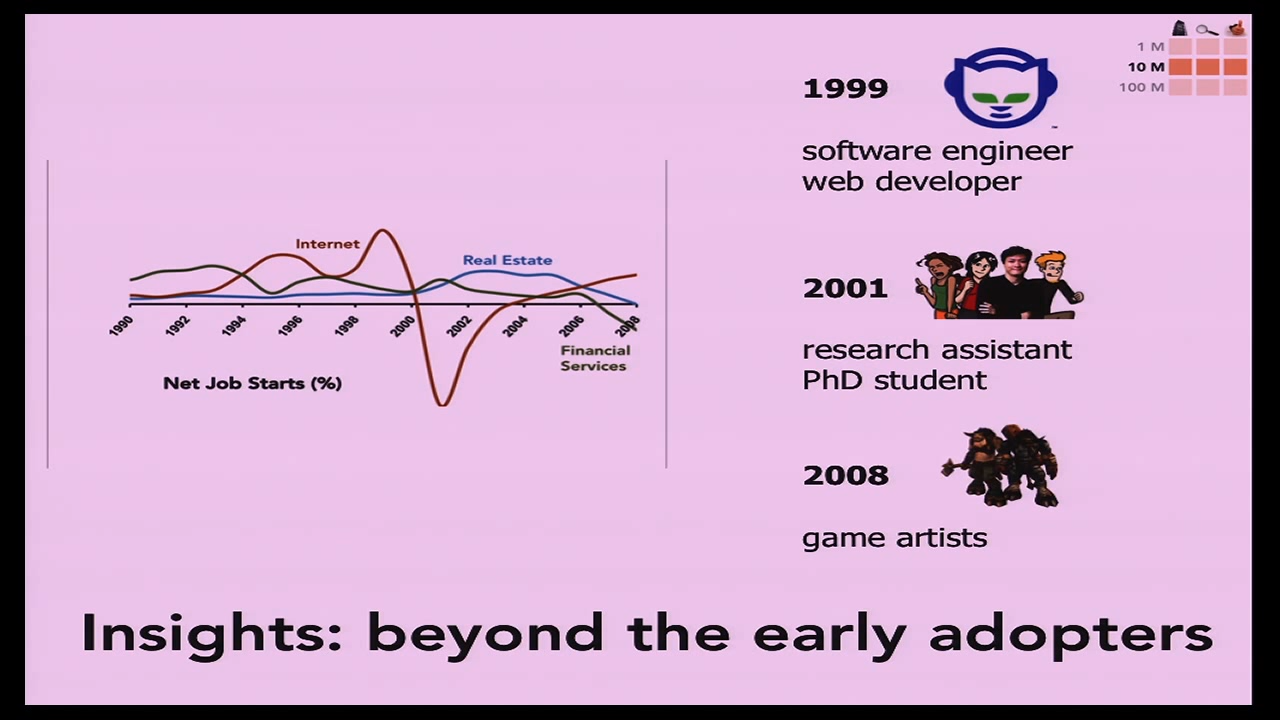 1 M
10 M
100 M
1999
™
software engineer
web developer
2001
research assistant
PhD student
2008
game artists
Internet
Real Estate
1990
1992
1994
1996
1998
2000
2002
2004
2006
2008
Financial
Services
Net Job Starts (%)
Insights: beyond the early adopters